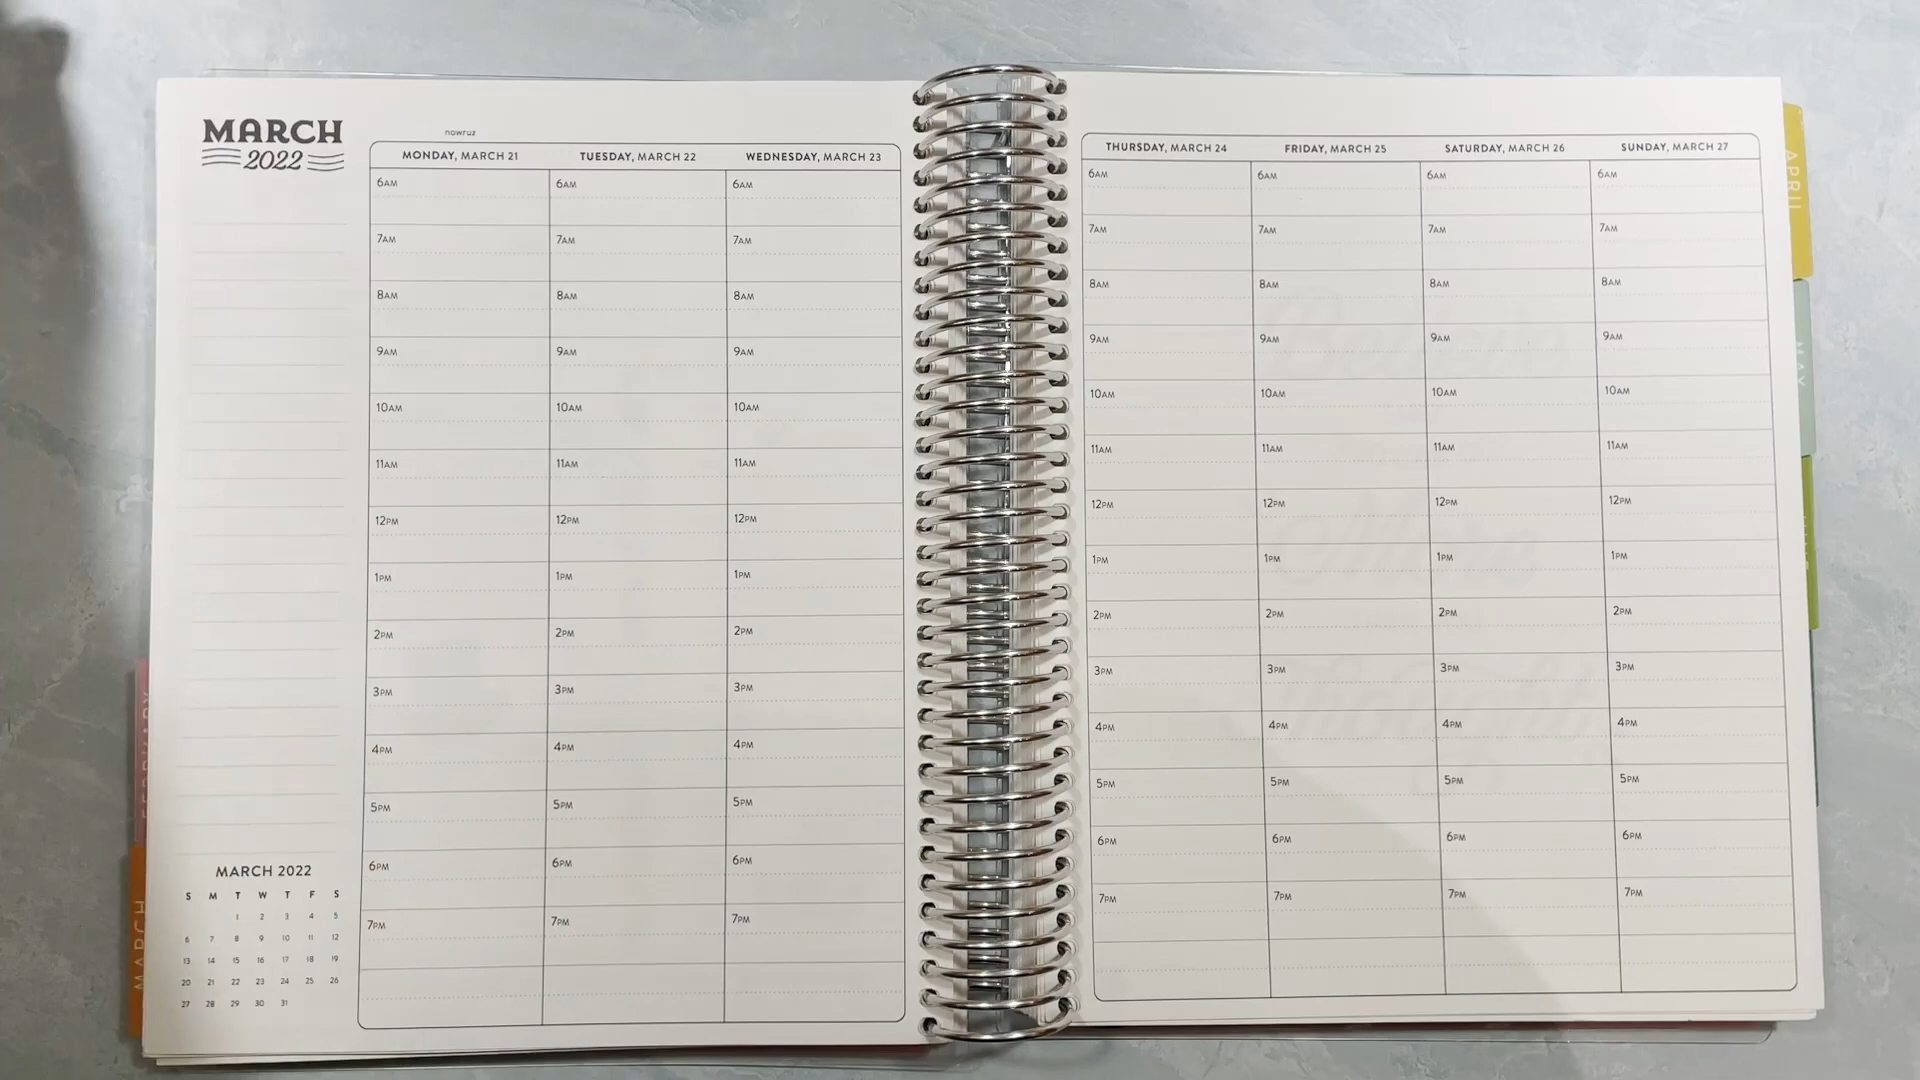 MARCH
2022
nowruz
MONDAY, MARCH 21 TUESDAY, MARCH 22 WEDNESDAY, MARCH 23
6AM 6AM 6AM
7AM 7AM 7AM
8AM 8AM 8AM
9AM 9AM 9AM
10AM 10AM 10AM
11AM 11AM 11AM
12PM 12PM 12PM
1PM 1PM 1PM
2PM 2PM 2PM
3PM 3PM 3PM
4PM 4PM 4PM
5PM 5PM 5PM
6PM 6PM 6PM
7PM 7PM 7PM
MARCH 2022
S M T W T F S
1 2 3 4 5
6 7 8 9 10 11 12
13 14 15 16 17 18 19
20 21 22 23 24 25 26
27 28 29 30 31
FEBRUARY
MARCH
THURSDAY, MARCH 24 FRIDAY, MARCH 25 SATURDAY, MARCH 26 SUNDAY, MARCH 27
6AM 6AM 6AM 6AM
7AM 7AM 7AM 7AM
8AM 8AM 8AM 8AM
9AM 9AM 9AM 9AM
10AM 10AM 10AM 10AM
11AM 11AM 11AM 11AM
12PM 12PM 12PM 12PM
1PM 1PM 1PM 1PM
2PM 2PM 2PM 2PM
3PM 3PM 3PM 3PM
4PM 4PM 4PM 4PM
5PM 5PM 5PM 5PM
6PM 6PM 6PM 6PM
7PM 7PM 7PM 7PM
APRIL
MAY